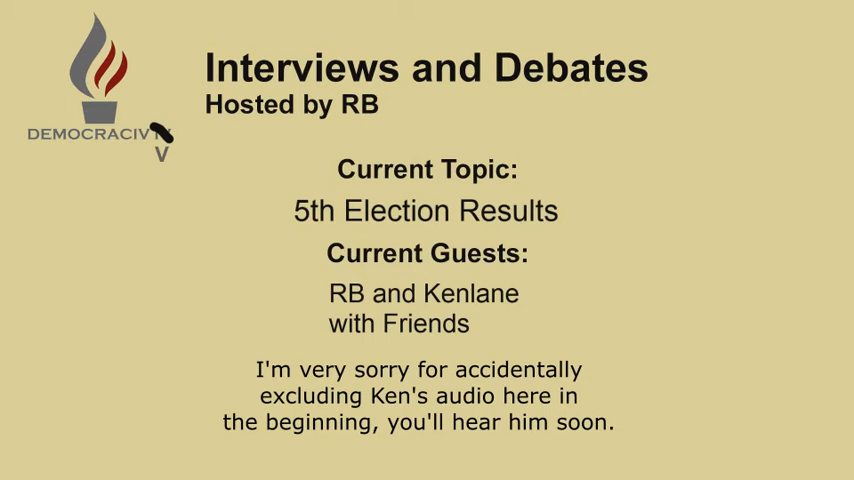 Interviews and Debates
Hosted by RB
DEMOCRACIV
V
Current Topic:
5th Election Results
Current Guests:
RB and Kenlane
with Friends
I'm very sorry for accidentally
excluding Ken's audio here in
the beginning, you'll hear him soon.